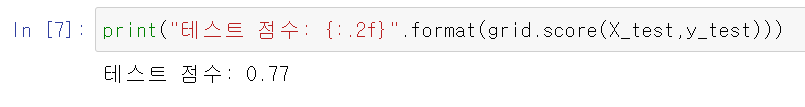 In [7]: print("테스트 점수: {:.2f}".format(grid.score(X_test,y_test)))
테스트 점수: 0.77